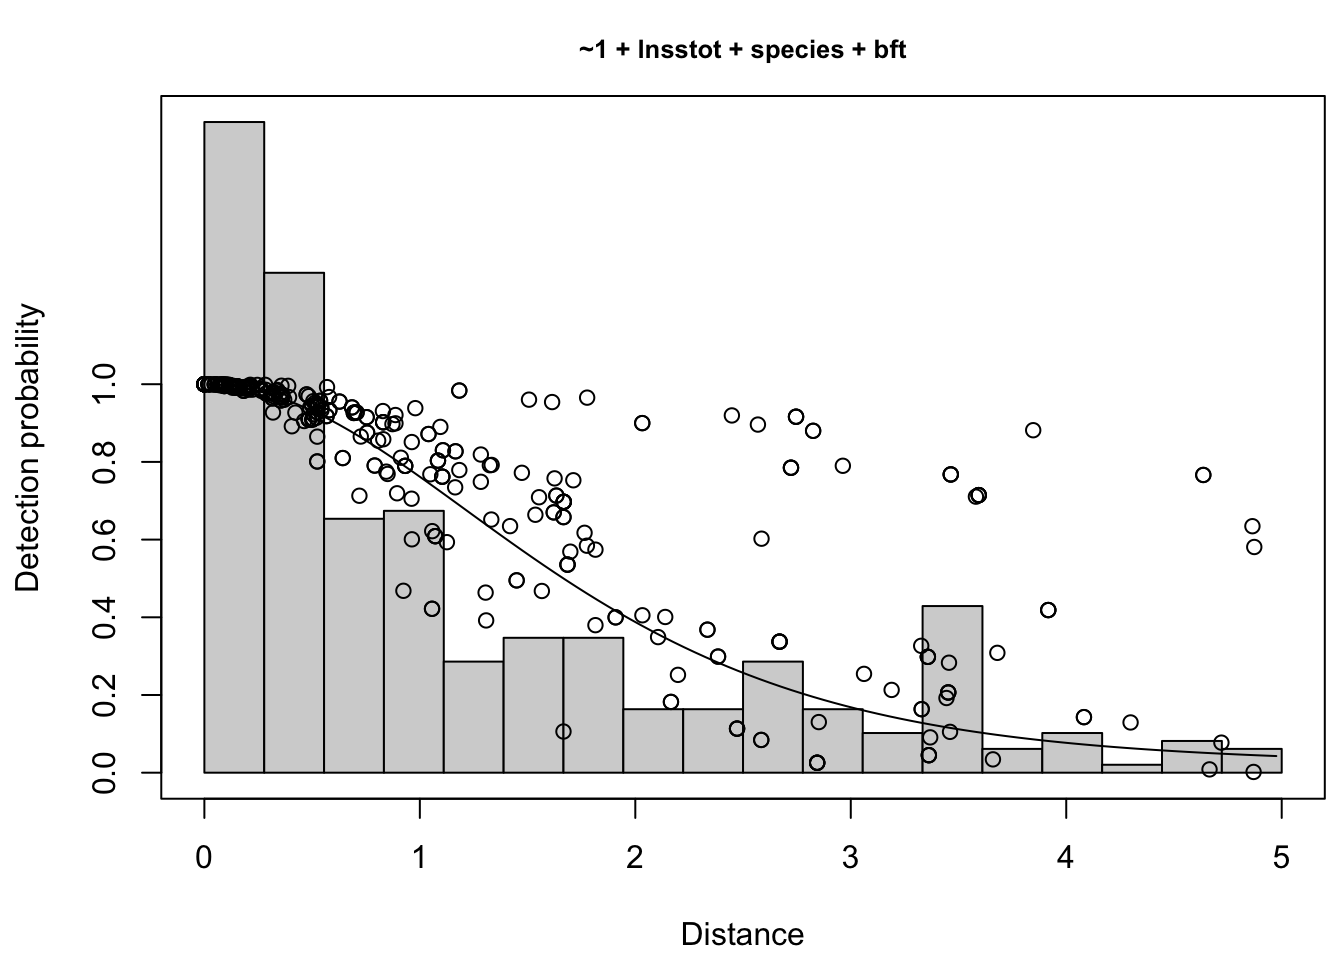 ~1 + lnsstot + species + bft
Detection probability
1.0
0.8
0.6
0.4
0.2
0.0
0 1 2 3 4 5
Distance